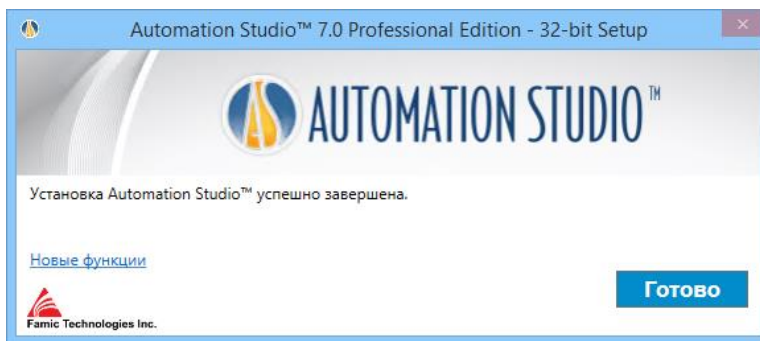 Automation Studio™ 7.0 Professional Edition - 32-bit Setup
AUTOMATION STUDIO™
Установка Automation Studio™ успешно завершена.
Новые функции
Готово
Famic Technologies Inc.